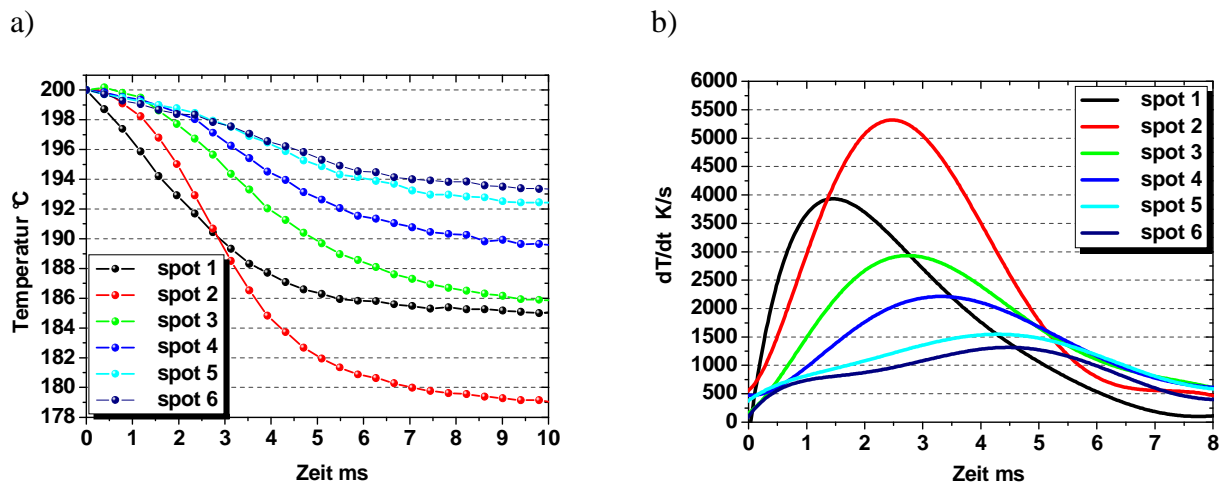 a)
Temperatur °C
200
198
196
194
192
190
188
186
184
182
180
178
spot 1
spot 2
spot 3
spot 4
spot 5
spot 6
0 1 2 3 4 5 6 7 8 9 10
Zeit ms
b)
dT/dt K/s
6000
5500
5000
4500
4000
3500
3000
2500
2000
1500
1000
500
0
spot 1
spot 2
spot 3
spot 4
spot 5
spot 6
0 1 2 3 4 5 6 7 8
Zeit ms